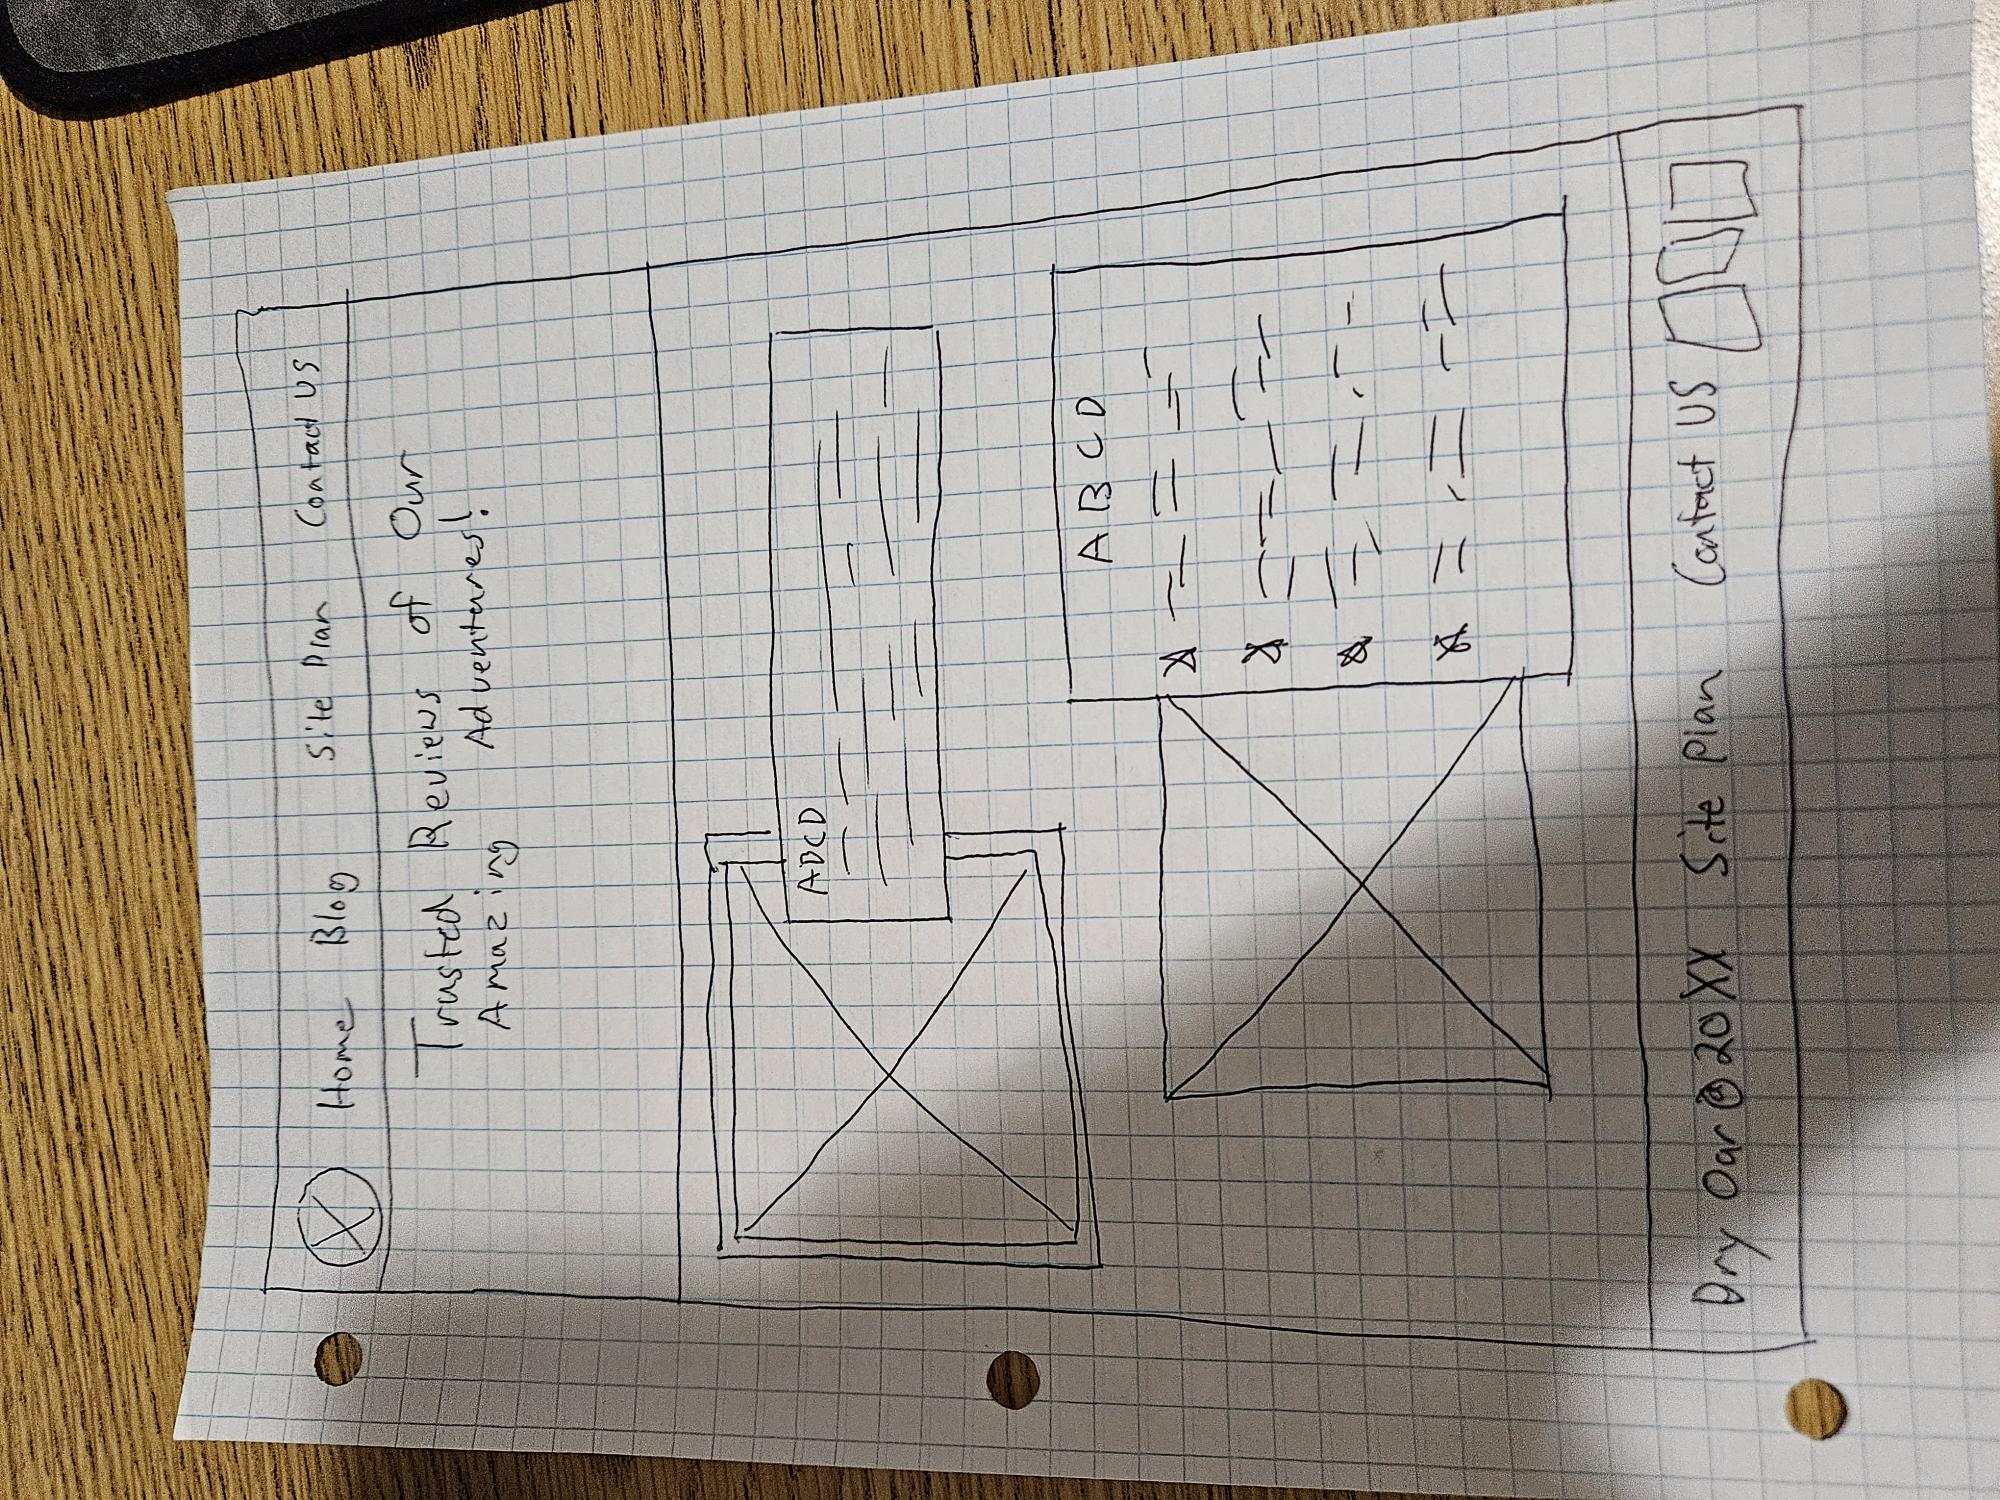 Home Blog Site Plan Contact US
Trusted Reviews of Our
Amazing Adventures!
ABCD
A B C D
Dry Oar @ 20XX Site Plan Contact US